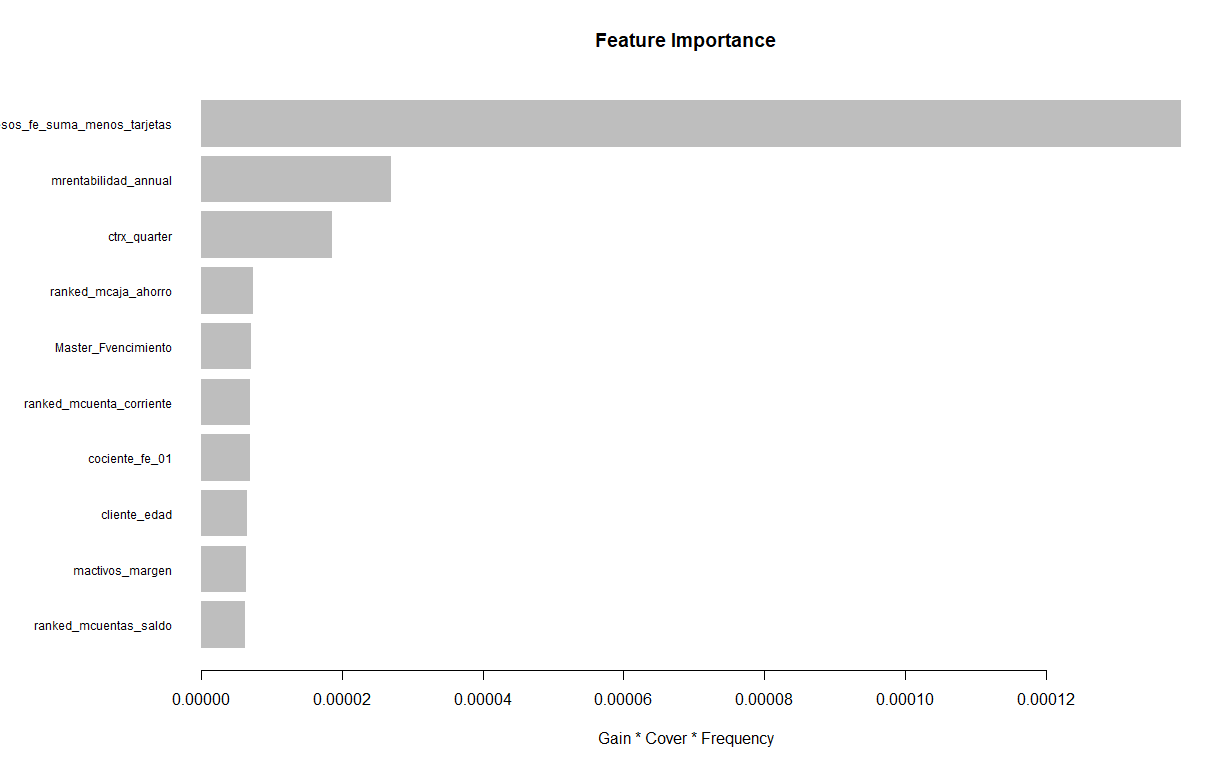 Feature Importance
sos_fe_suma_menos_tarjetas
mrentabilidad_annual
ctrx_quarter
ranked_mcaja_ahorro
Master_Fvencimiento
ranked_mcuenta_corriente
cociente_fe_01
cliente_edad
mactivos_margen
ranked_mcuentas_saldo
0.00000 0.00002 0.00004 0.00006 0.00008 0.00010 0.00012
Gain * Cover * Frequency